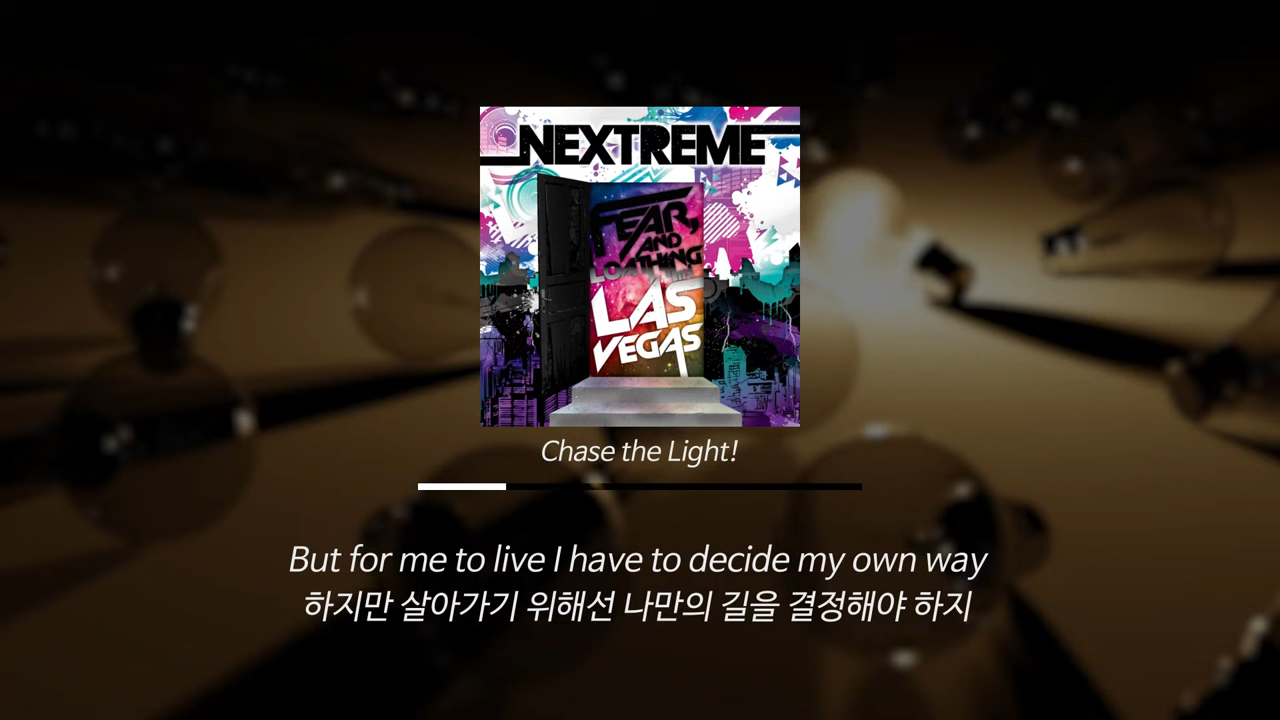 NEXTREME
FEAR,
AND
LOATHING
LAS
VEGAS
Chase the Light!
But for me to live I have to decide my own way
하지만 살아가기 위해선 나만의 길을 결정해야 하지